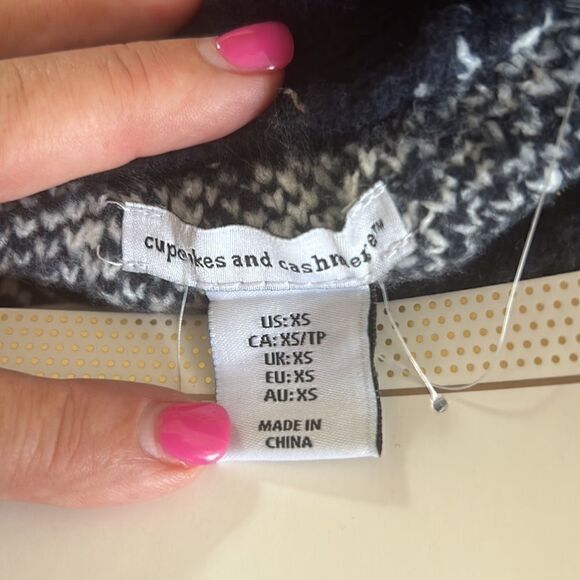 cupcakes and cashmere™
US: XS
CA: XS/TP
UK: XS
EU: XS
AU: XS
MADE IN
CHINA